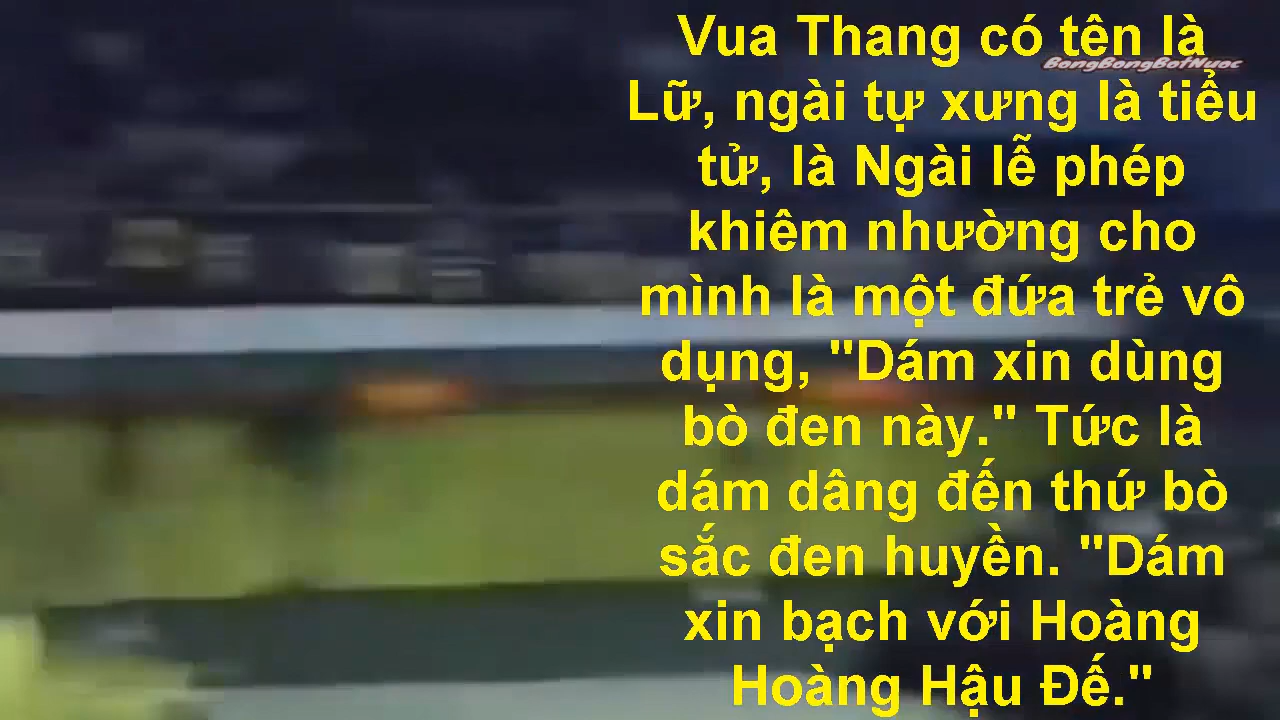 Vua Thang có tên là
BongBongBotNuoc
Lữ, ngài tự xưng là tiểu
tử, là Ngài lễ phép
khiêm nhường cho
mình là một đứa trẻ vô
dụng, "Dám xin dùng
bò đen này." Tức là
dám dâng đến thứ bò
sắc đen huyền. "Dám
xin bạch với Hoàng
Hoàng Hậu Đế."